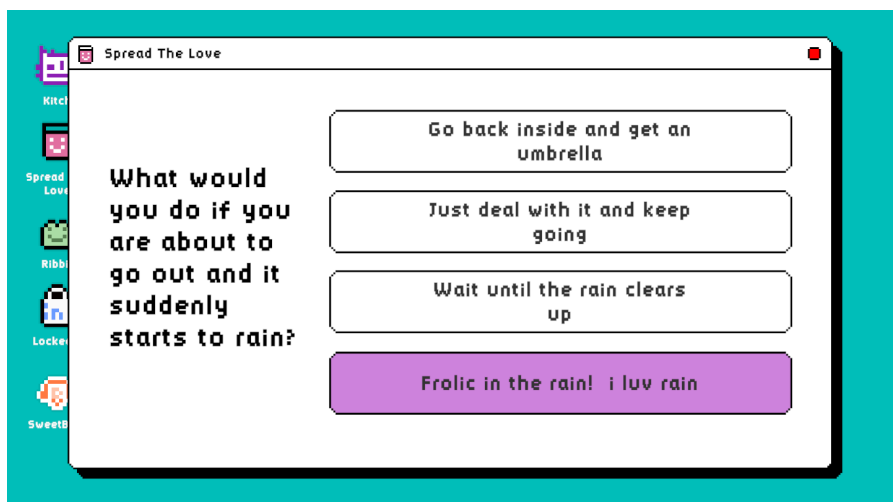 Spread The Love
Kitch
Spread
Love
Ribbi
Locke
SweetB
What would
you do if you
are about to
go out and it
suddenly
starts to rain?
Go back inside and get an
umbrella
Just deal with it and keep
going
Wait until the rain clears
up
Frolic in the rain! i luv rain